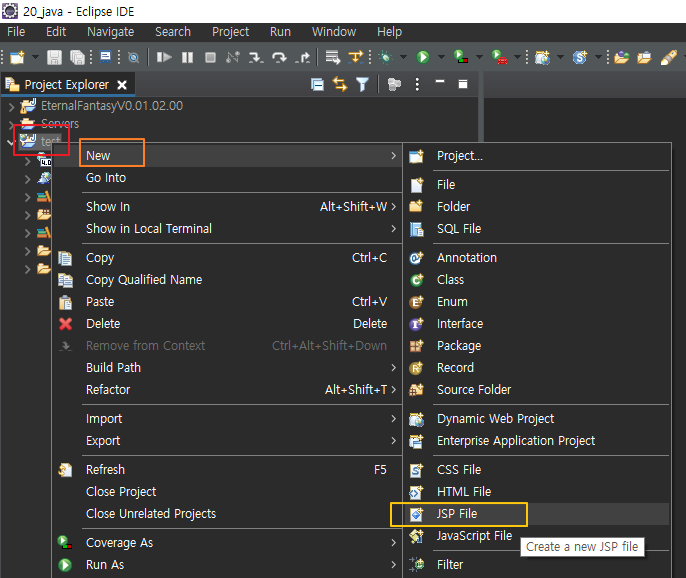 20_java - Eclipse IDE
File Edit Navigate Search Project Run Window Help
Project Explorer
EternalFantasyV0.01.02.00
Servers
test
New
Go Into
Show In Alt+Shift+W
Show in Local Terminal
Copy Ctrl+C
Copy Qualified Name
Paste Ctrl+V
Delete Delete
Remove from Context Ctrl+Alt+Shift+Down
Build Path
Refactor Alt+Shift+T
Import
Export
Refresh F5
Close Project
Close Unrelated Projects
Coverage As
Run As
Project...
File
Folder
SQL File
Annotation
Class
Enum
Interface
Package
Record
Source Folder
Dynamic Web Project
Enterprise Application Project
CSS File
HTML File
JSP File
JavaScript File
Create a new JSP file
Filter